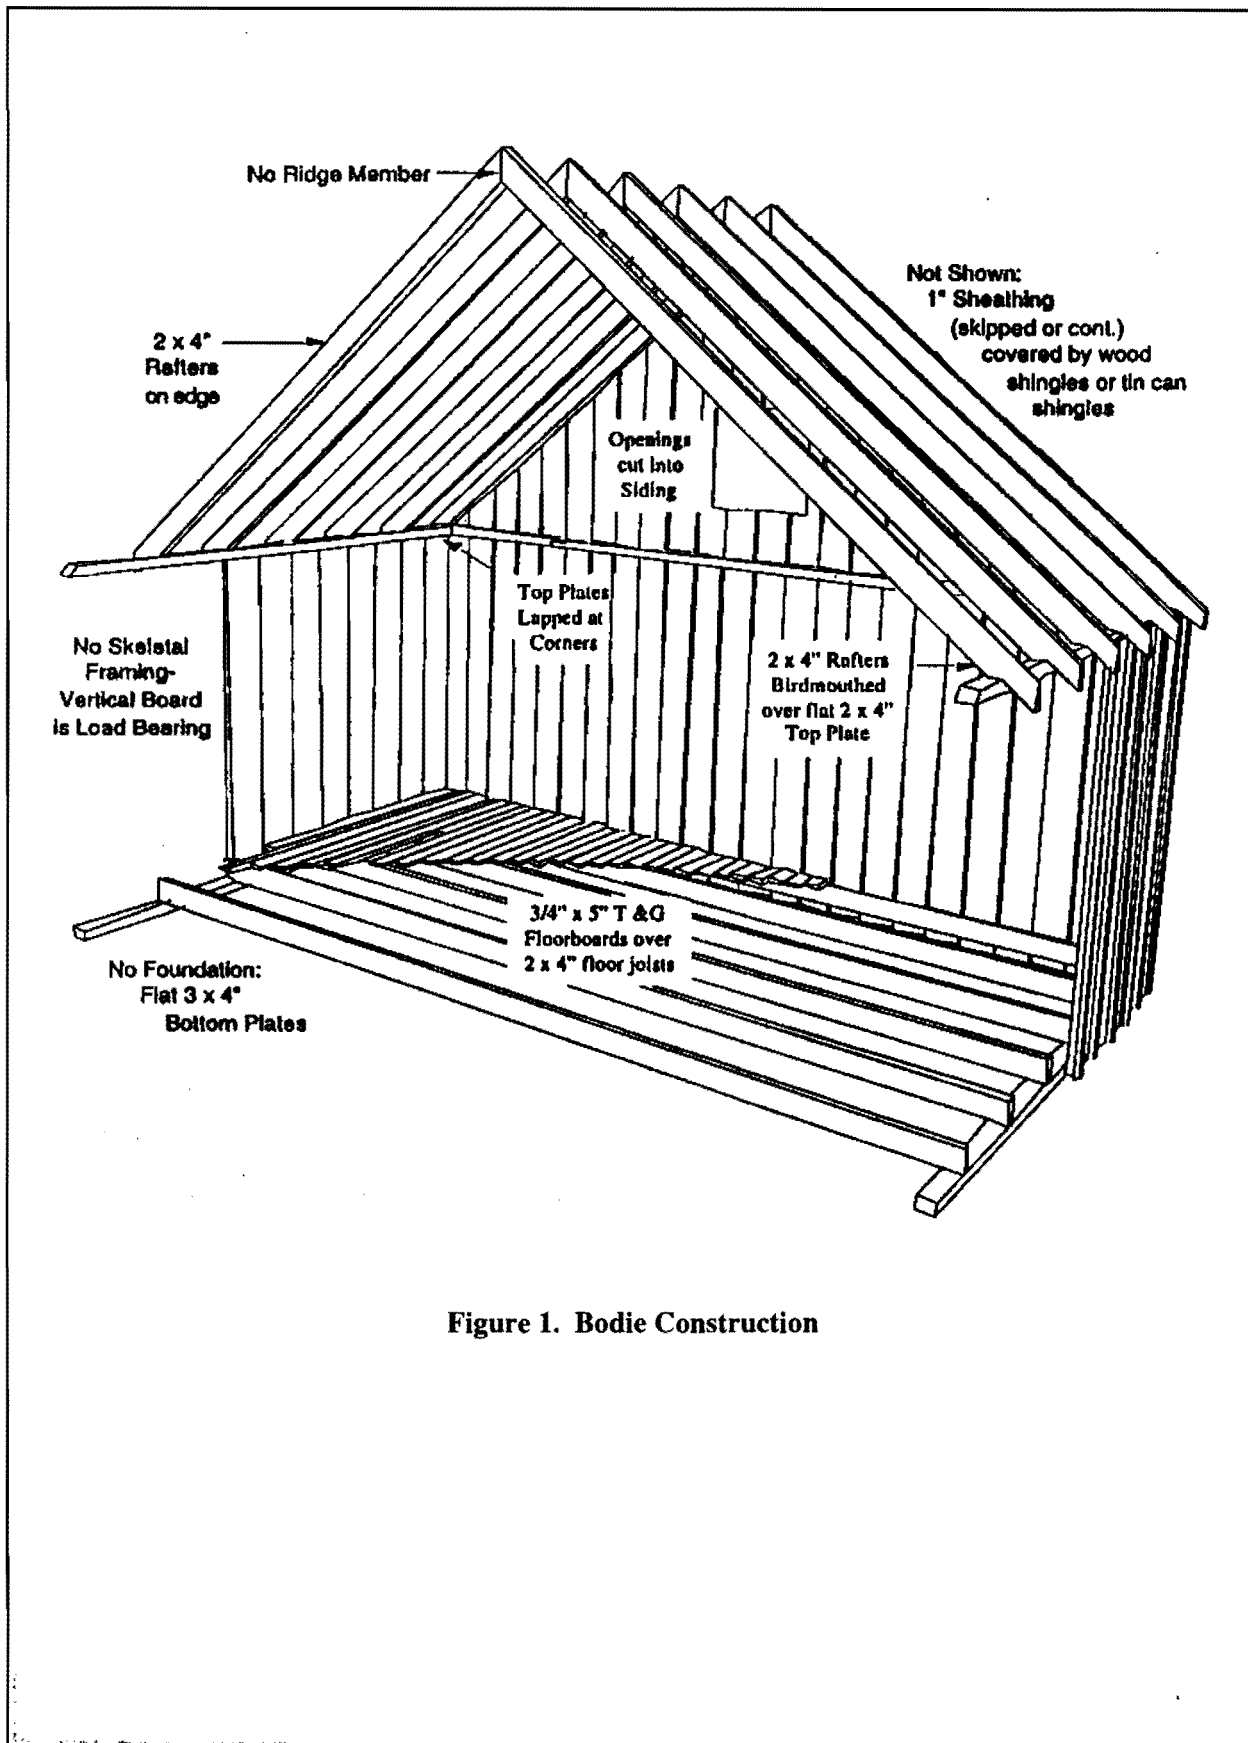 No Ridge Member
Not Shown:
1" Sheathing
(skipped or cont.)
covered by wood
shingles or tin can
shingles
2 x 4"
Rafters
on edge
Openings
cut into
Siding
Top Plates
Lapped at
Corners
No Skeletal
Framing-
Vertical Board
is Load Bearing
2 x 4" Rafters
Birdmouthed
over flat 2 x 4"
Top Plate
3/4" x 5" T &G
Floorboards over
2 x 4" floor joists
No Foundation:
Flat 3 x 4"
Bottom Plates
Figure 1. Bodie Construction